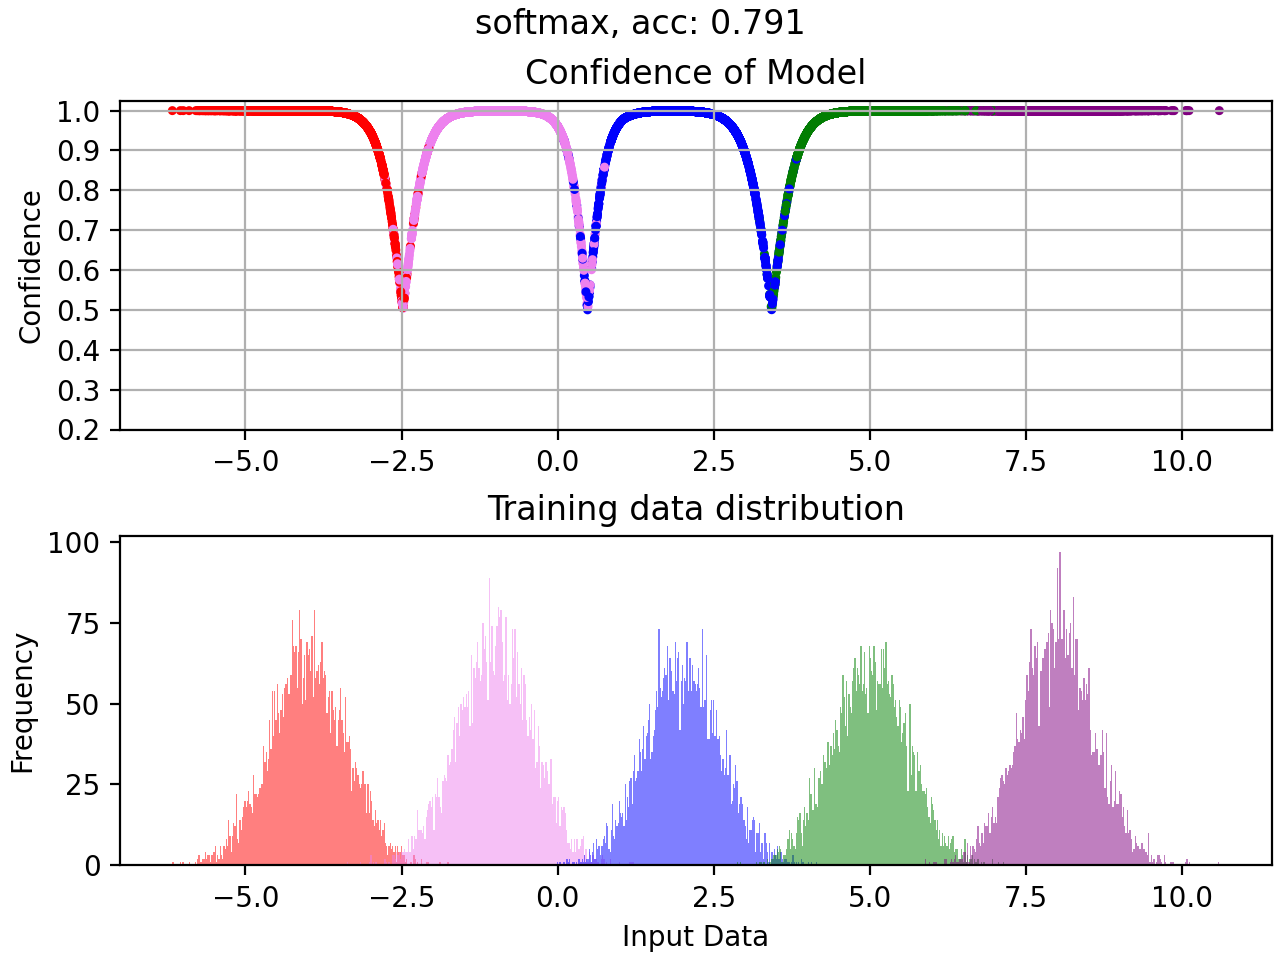 softmax, acc: 0.791
Confidence of Model
Confidence
1.0
0.9
0.8
0.7
0.6
0.5
0.4
0.3
0.2
−5.0 −2.5 0.0 2.5 5.0 7.5 10.0
Training data distribution
Frequency
100
75
50
25
0
−5.0 −2.5 0.0 2.5 5.0 7.5 10.0
Input Data